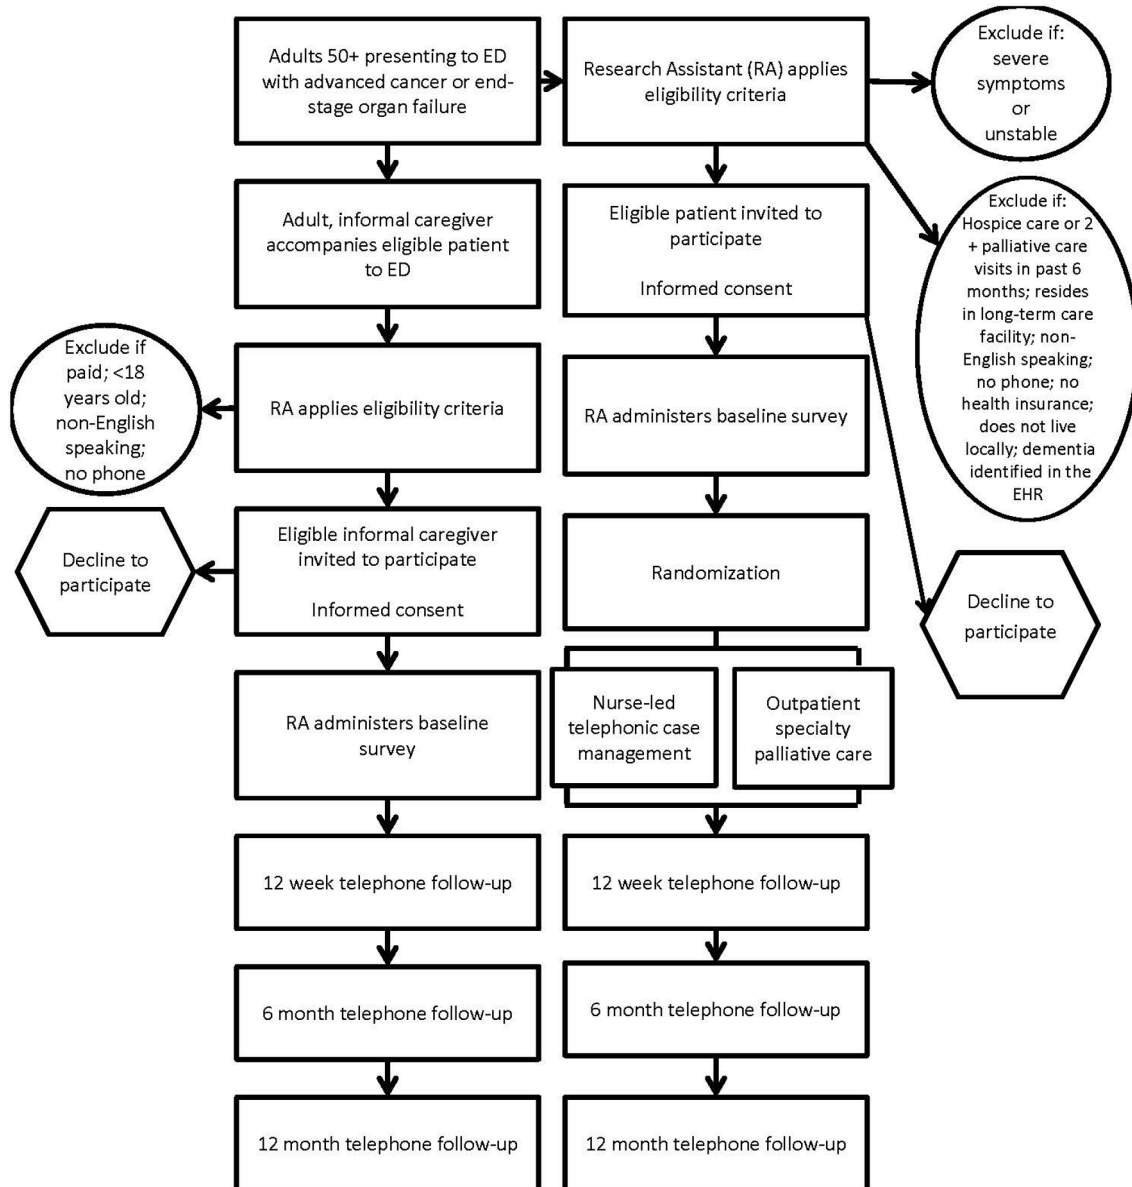 Adults 50+ presenting to ED
with advanced cancer or end-
stage organ failure
Research Assistant (RA) applies
eligibility criteria
Exclude if:
severe
symptoms
or
unstable
Adult, informal caregiver
accompanies eligible patient
to ED
Eligible patient invited to
participate
Informed consent
Exclude if:
Hospice care or 2
+ palliative care
visits in past 6
months; resides
in long-term care
facility; non-
English speaking;
no phone; no
health insurance;
does not live
locally; dementia
identified in the
EHR
Exclude if
paid; <18
years old;
non-English
speaking;
no phone
RA applies eligibility criteria
RA administers baseline survey
Decline to
participate
Eligible informal caregiver
invited to participate
Informed consent
Randomization
Decline to
participate
RA administers baseline
survey
Nurse-led
telephonic case
management
Outpatient
specialty
palliative care
12 week telephone follow-up
12 week telephone follow-up
6 month telephone follow-up
6 month telephone follow-up
12 month telephone follow-up
12 month telephone follow-up